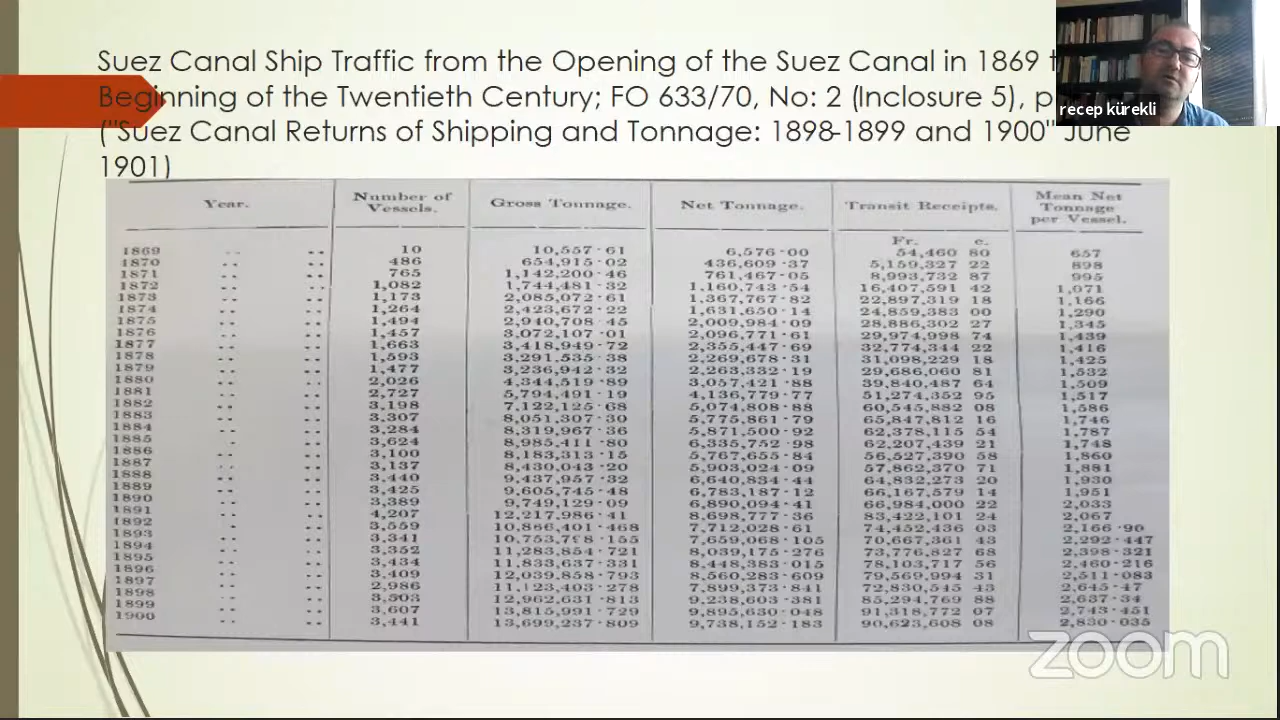 Suez Canal Ship Traffic from the Opening of the Suez Canal in 1869
Beginning of the Twentieth Century; FO 633/70, No: 2 (Inclosure 5),
recep kürekli
("Suez Canal Returns of Shipping and Tonnage: 1898-1899 and 1900" June
1901)
Year. Number of Vessels. Gross Tonnage. Net Tonnage. Transit Receipts. Mean Net Tonnage per Vessel.
Fr. c.
1869 .. .. 10 10,557·61 6,576·00 54,460 80 657
1870 .. .. 486 654,915·02 436,609·37 5,159,327 22 898
1871 .. .. 765 1,142,200·46 761,467·05 8,993,732 87 995
1872 .. .. 1,082 1,744,481·32 1,160,743·54 16,407,591 42 1,071
1873 .. .. 1,173 2,085,072·61 1,367,767·82 22,897,319 18 1,166
1874 .. .. 1,264 2,423,672·22 1,631,650·14 24,859,383 00 1,290
1875 .. .. 1,494 2,940,708·45 2,009,984·09 28,886,302 27 1,345
1876 .. .. 1,457 3,072,107·01 2,096,771·61 29,974,998 74 1,439
1877 .. .. 1,663 3,418,949·72 2,355,447·69 32,774,344 22 1,416
1878 .. .. 1,593 3,291,535·38 2,269,678·31 31,098,229 18 1,425
1879 .. .. 1,477 3,236,942·32 2,263,332·19 29,686,060 81 1,532
1880 .. .. 2,026 4,344,519·89 3,057,421·88 39,840,487 64 1,509
1881 .. .. 2,727 5,794,491·19 4,136,779·77 51,274,352 95 1,517
1882 .. .. 3,198 7,122,125·68 5,074,808·88 60,545,882 08 1,586
1883 .. .. 3,307 8,051,307·30 5,775,861·79 65,847,812 16 1,746
1884 .. .. 3,284 8,319,967·36 5,871,500·92 62,378,115 54 1,787
1885 .. .. 3,624 8,985,411·80 6,335,752·98 62,207,439 21 1,748
1886 .. .. 3,100 8,183,313·15 5,767,655·84 56,527,390 58 1,860
1887 .. .. 3,137 8,430,043·20 5,903,024·09 57,862,370 71 1,881
1888 .. .. 3,440 9,437,957·32 6,640,834·44 64,832,273 20 1,930
1889 .. .. 3,425 9,605,745·48 6,783,187·12 66,167,579 14 1,951
1890 .. .. 3,389 9,749,129·09 6,890,094·41 66,984,000 22 2,033
1891 .. .. 4,207 12,217,986·41 8,698,777·36 83,422,101 24 2,067
1892 .. .. 3,559 10,866,401·468 7,712,028·61 74,452,436 03 2,166·90
1893 .. .. 3,341 10,753,798·155 7,659,068·105 70,667,361 43 2,292·447
1894 .. .. 3,352 11,283,854·721 8,039,175·276 73,776,827 68 2,398·321
1895 .. .. 3,434 11,833,637·331 8,448,383·015 78,103,717 56 2,460·216
1896 .. .. 3,409 12,039,858·793 8,560,283·609 79,569,994 31 2,511·083
1897 .. .. 2,986 11,123,403·278 7,899,373·841 72,830,545 43 2,645·47
1898 .. .. 3,503 12,962,631·813 9,238,603·381 85,294,769 88 2,637·34
1899 .. .. 3,607 13,815,991·729 9,895,630·048 91,318,772 07 2,743·451
1900 .. .. 3,441 13,699,237·809 9,738,152·183 90,623,608 08 2,830·035
zoom